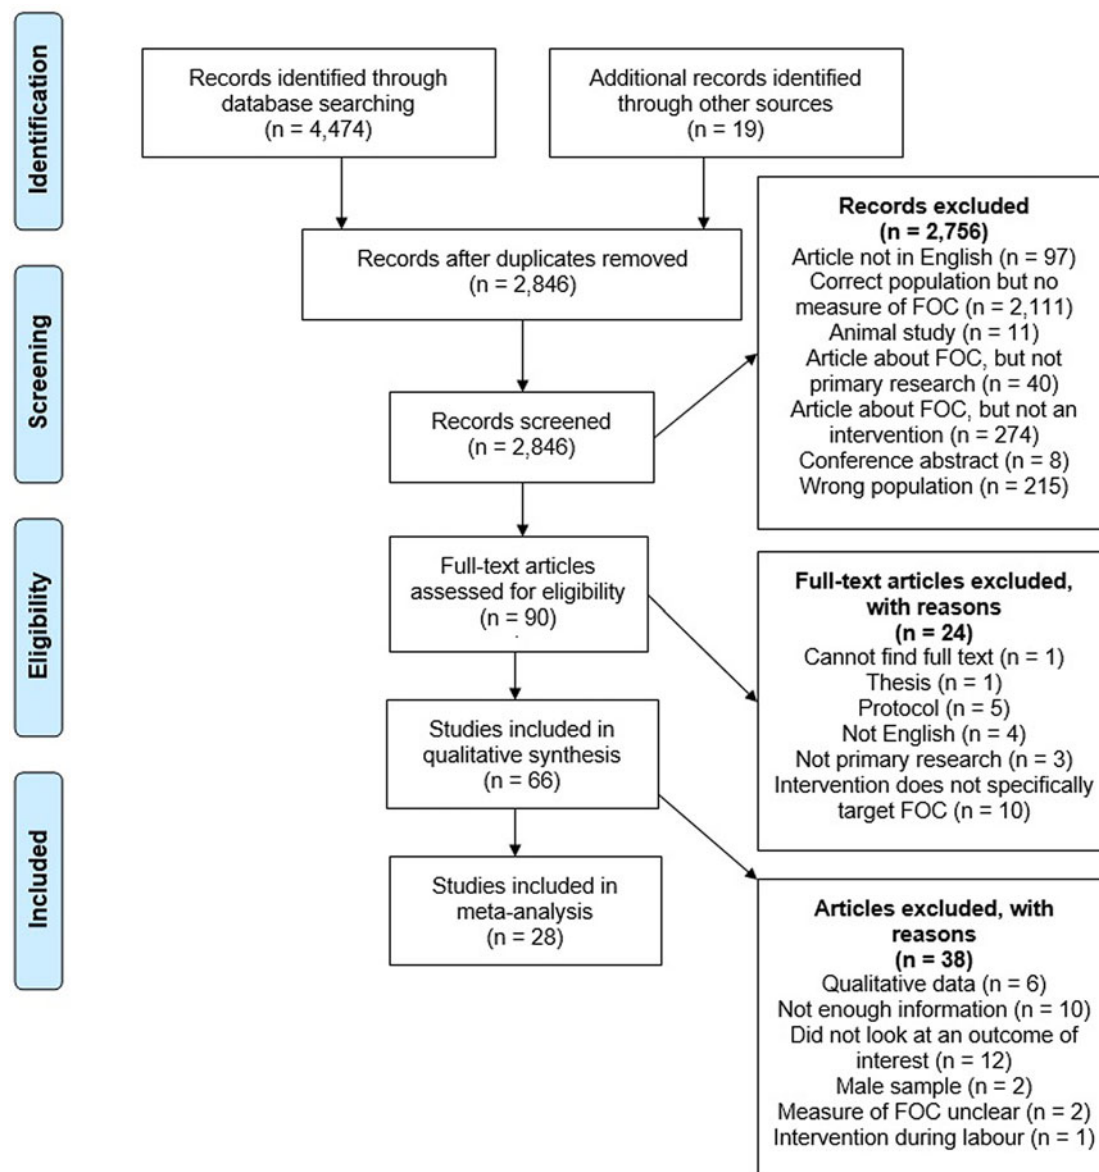 Identification
Records identified through
database searching
(n = 4,474)
Additional records identified
through other sources
(n = 19)
Records after duplicates removed
(n = 2,846)
Screening
Records screened
(n = 2,846)
Records excluded
(n = 2,756)
Article not in English (n = 97)
Correct population but no
measure of FOC (n = 2,111)
Animal study (n = 11)
Article about FOC, but not
primary research (n = 40)
Article about FOC, but not an
intervention (n = 274)
Conference abstract (n = 8)
Wrong population (n = 215)
Eligibility
Full-text articles
assessed for eligibility
(n = 90)
Full-text articles excluded,
with reasons
(n = 24)
Cannot find full text (n = 1)
Thesis (n = 1)
Protocol (n = 5)
Not English (n = 4)
Not primary research (n = 3)
Intervention does not specifically
target FOC (n = 10)
Studies included in
qualitative synthesis
(n = 66)
Included
Studies included in
meta-analysis
(n = 28)
Articles excluded, with
reasons
(n = 38)
Qualitative data (n = 6)
Not enough information (n = 10)
Did not look at an outcome of
interest (n = 12)
Male sample (n = 2)
Measure of FOC unclear (n = 2)
Intervention during labour (n = 1)